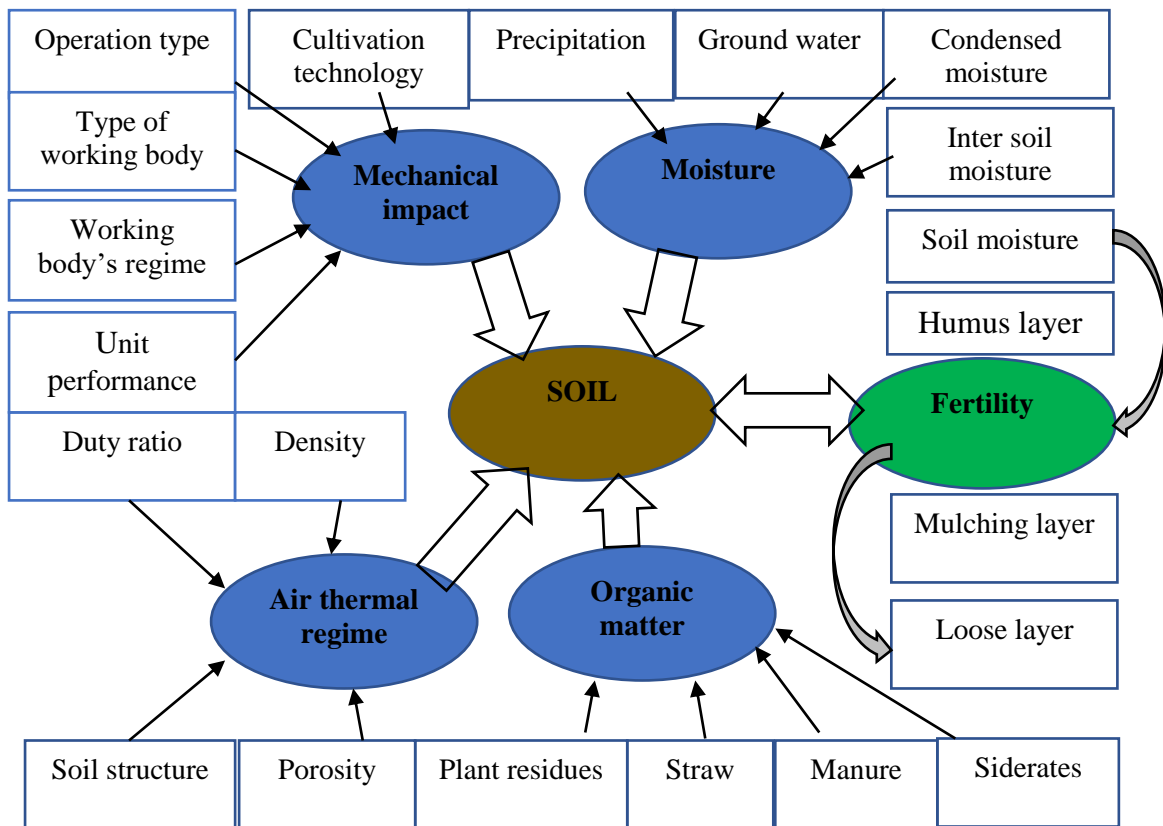 Operation type
Cultivation
technology
Precipitation
Ground water
Condensed
moisture
Type of
working body
Mechanical
impact
Moisture
Inter soil
moisture
Working
body’s regime
Soil moisture
Humus layer
Unit
performance
SOIL
Fertility
Duty ratio
Density
Mulching layer
Air thermal
regime
Organic
matter
Loose layer
Soil structure
Porosity
Plant residues
Straw
Manure
Siderates